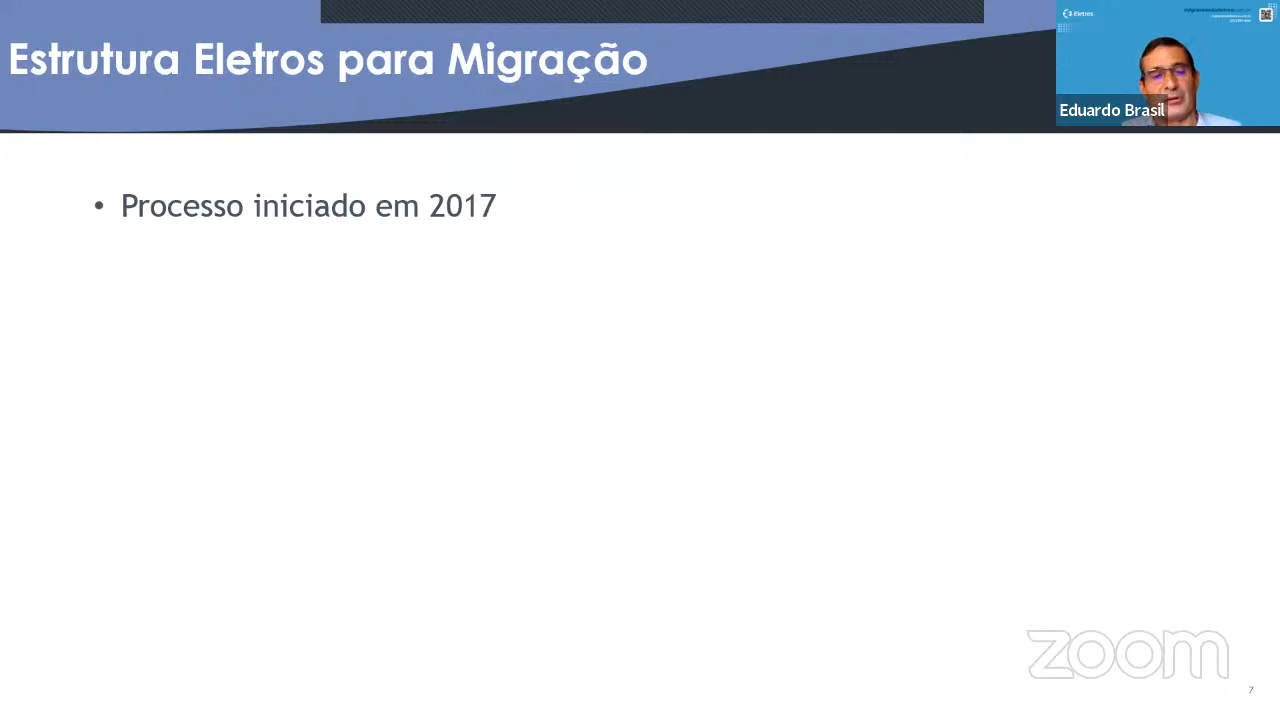 Estrutura Eletros para Migração
Eletros
Eduardo Brasil
• Processo iniciado em 2017
zoom
7